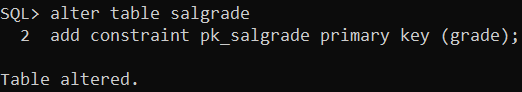 SQL> alter table salgrade
  2  add constraint pk_salgrade primary key (grade);
Table altered.